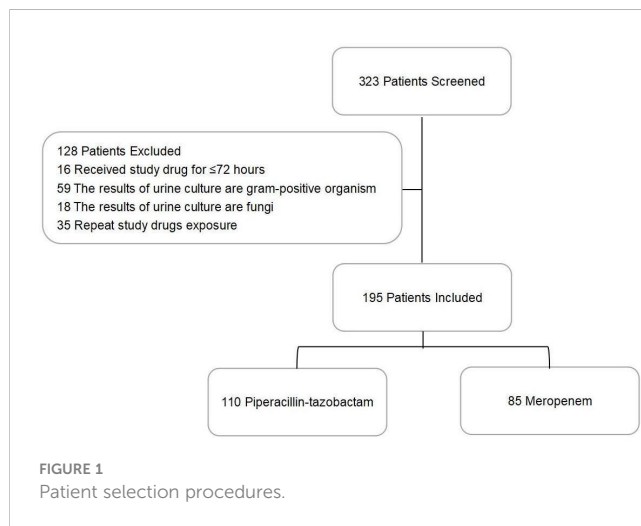 323 Patients Screened
128 Patients Excluded
16 Received study drug for ≤72 hours
59 The results of urine culture are gram-positive organism
18 The results of urine culture are fungi
35 Repeat study drugs exposure
195 Patients Included
110 Piperacillin-tazobactam
85 Meropenem
FIGURE 1
Patient selection procedures.